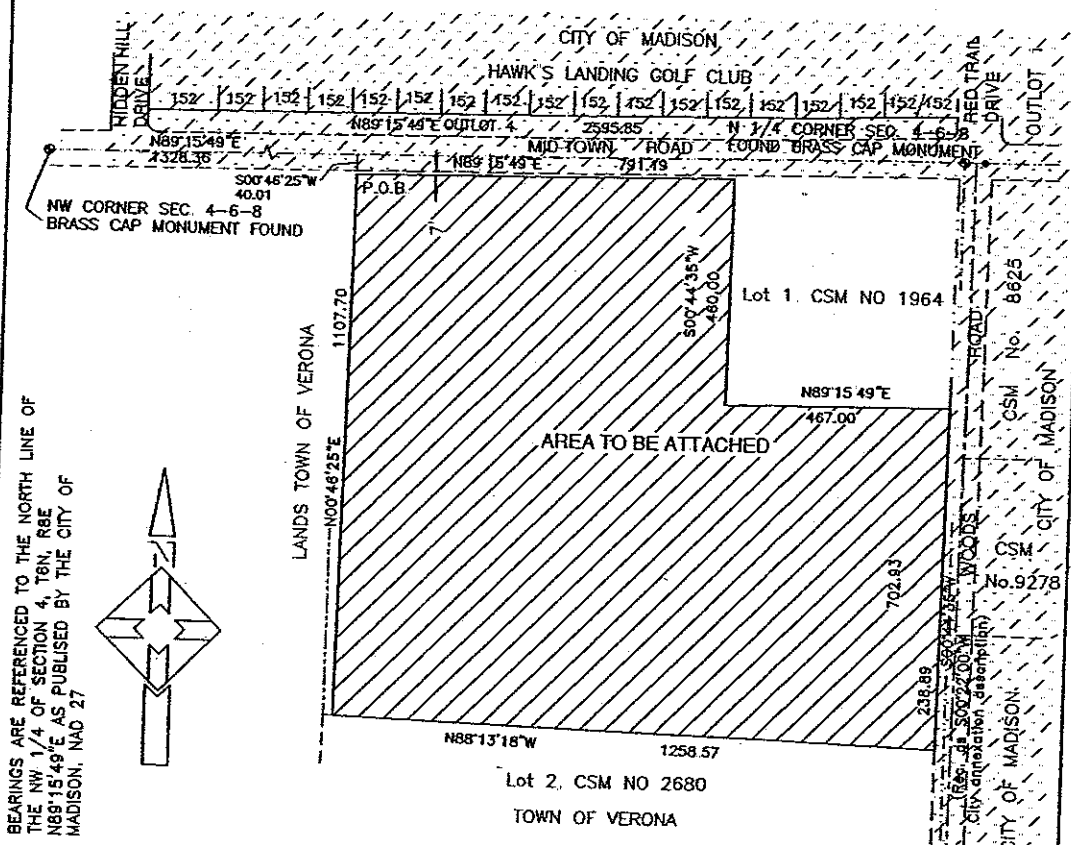 CITY OF MADISON
HAWK'S LANDING GOLF CLUB
HIDDEN HILL
DRIVE
RED TRAIL
DRIVE
OUTLOT 1
152 152 152 152 152 152 152 152 152 152 152 152 152 152 152 152 152 152
N89°15'49"E OUTLOT 4 2595.85 N 1/4 CORNER SEC. 4-6-8
N89°15'49"E
1328.36
MID TOWN ROAD FOUND BRASS CAP MONUMENT
N89°15'49"E 791.19
S00°46'25"W
40.01
P.O.B.
NW CORNER SEC. 4-6-8
BRASS CAP MONUMENT FOUND
7'
S00°44'35"W
460.00
Lot 1 CSM NO 1964
CSM No. 8625
CITY OF MADISON
1107.70
N00°46'25"E
LANDS TOWN OF VERONA
N89°15'49"E
467.00
AREA TO BE ATTACHED
WOODS ROAD
CSM
No.9278
702.93
238.89
(Rec. as S00°22'00"W
City annexation description)
CITY OF MADISON
N88°13'18"W 1258.57
Lot 2, CSM NO 2680
TOWN OF VERONA
BEARINGS ARE REFERENCED TO THE NORTH LINE OF
THE NW 1/4 OF SECTION 4, T6N, R8E
N89°15'49"E AS PUBLISED BY THE CITY OF
MADISON, NAD 27